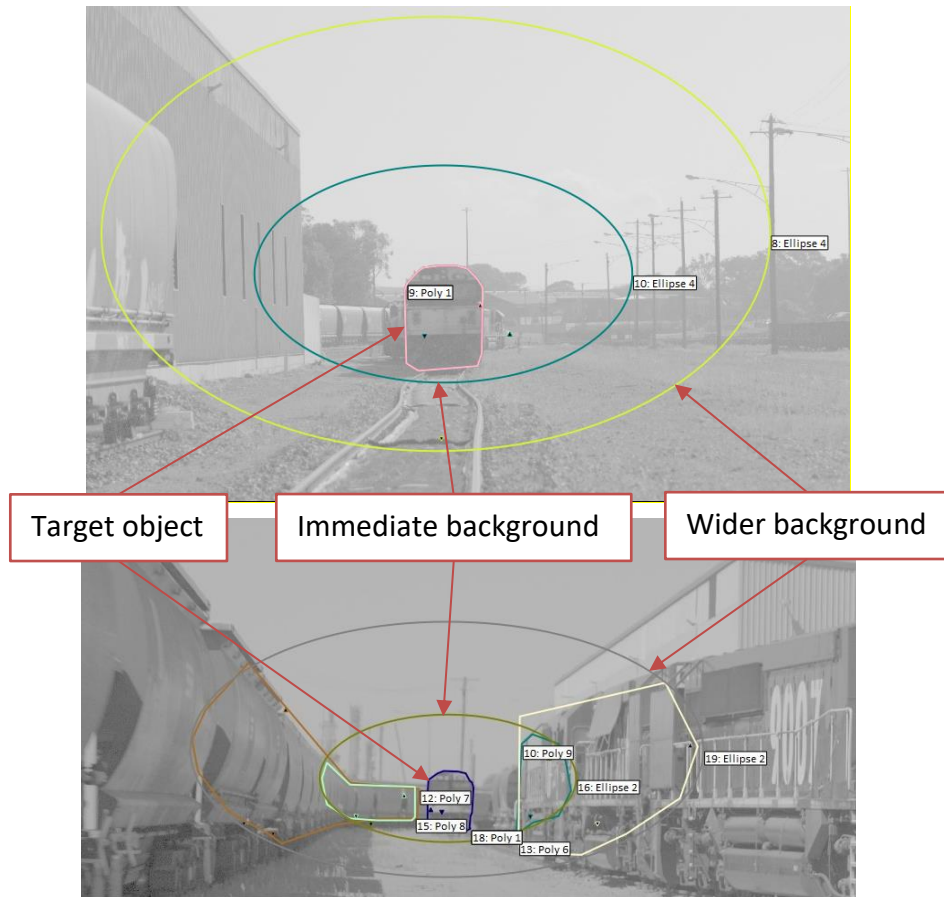 8: Ellipse 4
10: Ellipse 4
9: Poly 1
Target object
Immediate background
Wider background
9007
10: Poly 9
19: Ellipse 2
16: Ellipse 2
12: Poly 7
15: Poly 8
18: Poly 1
13: Poly 6